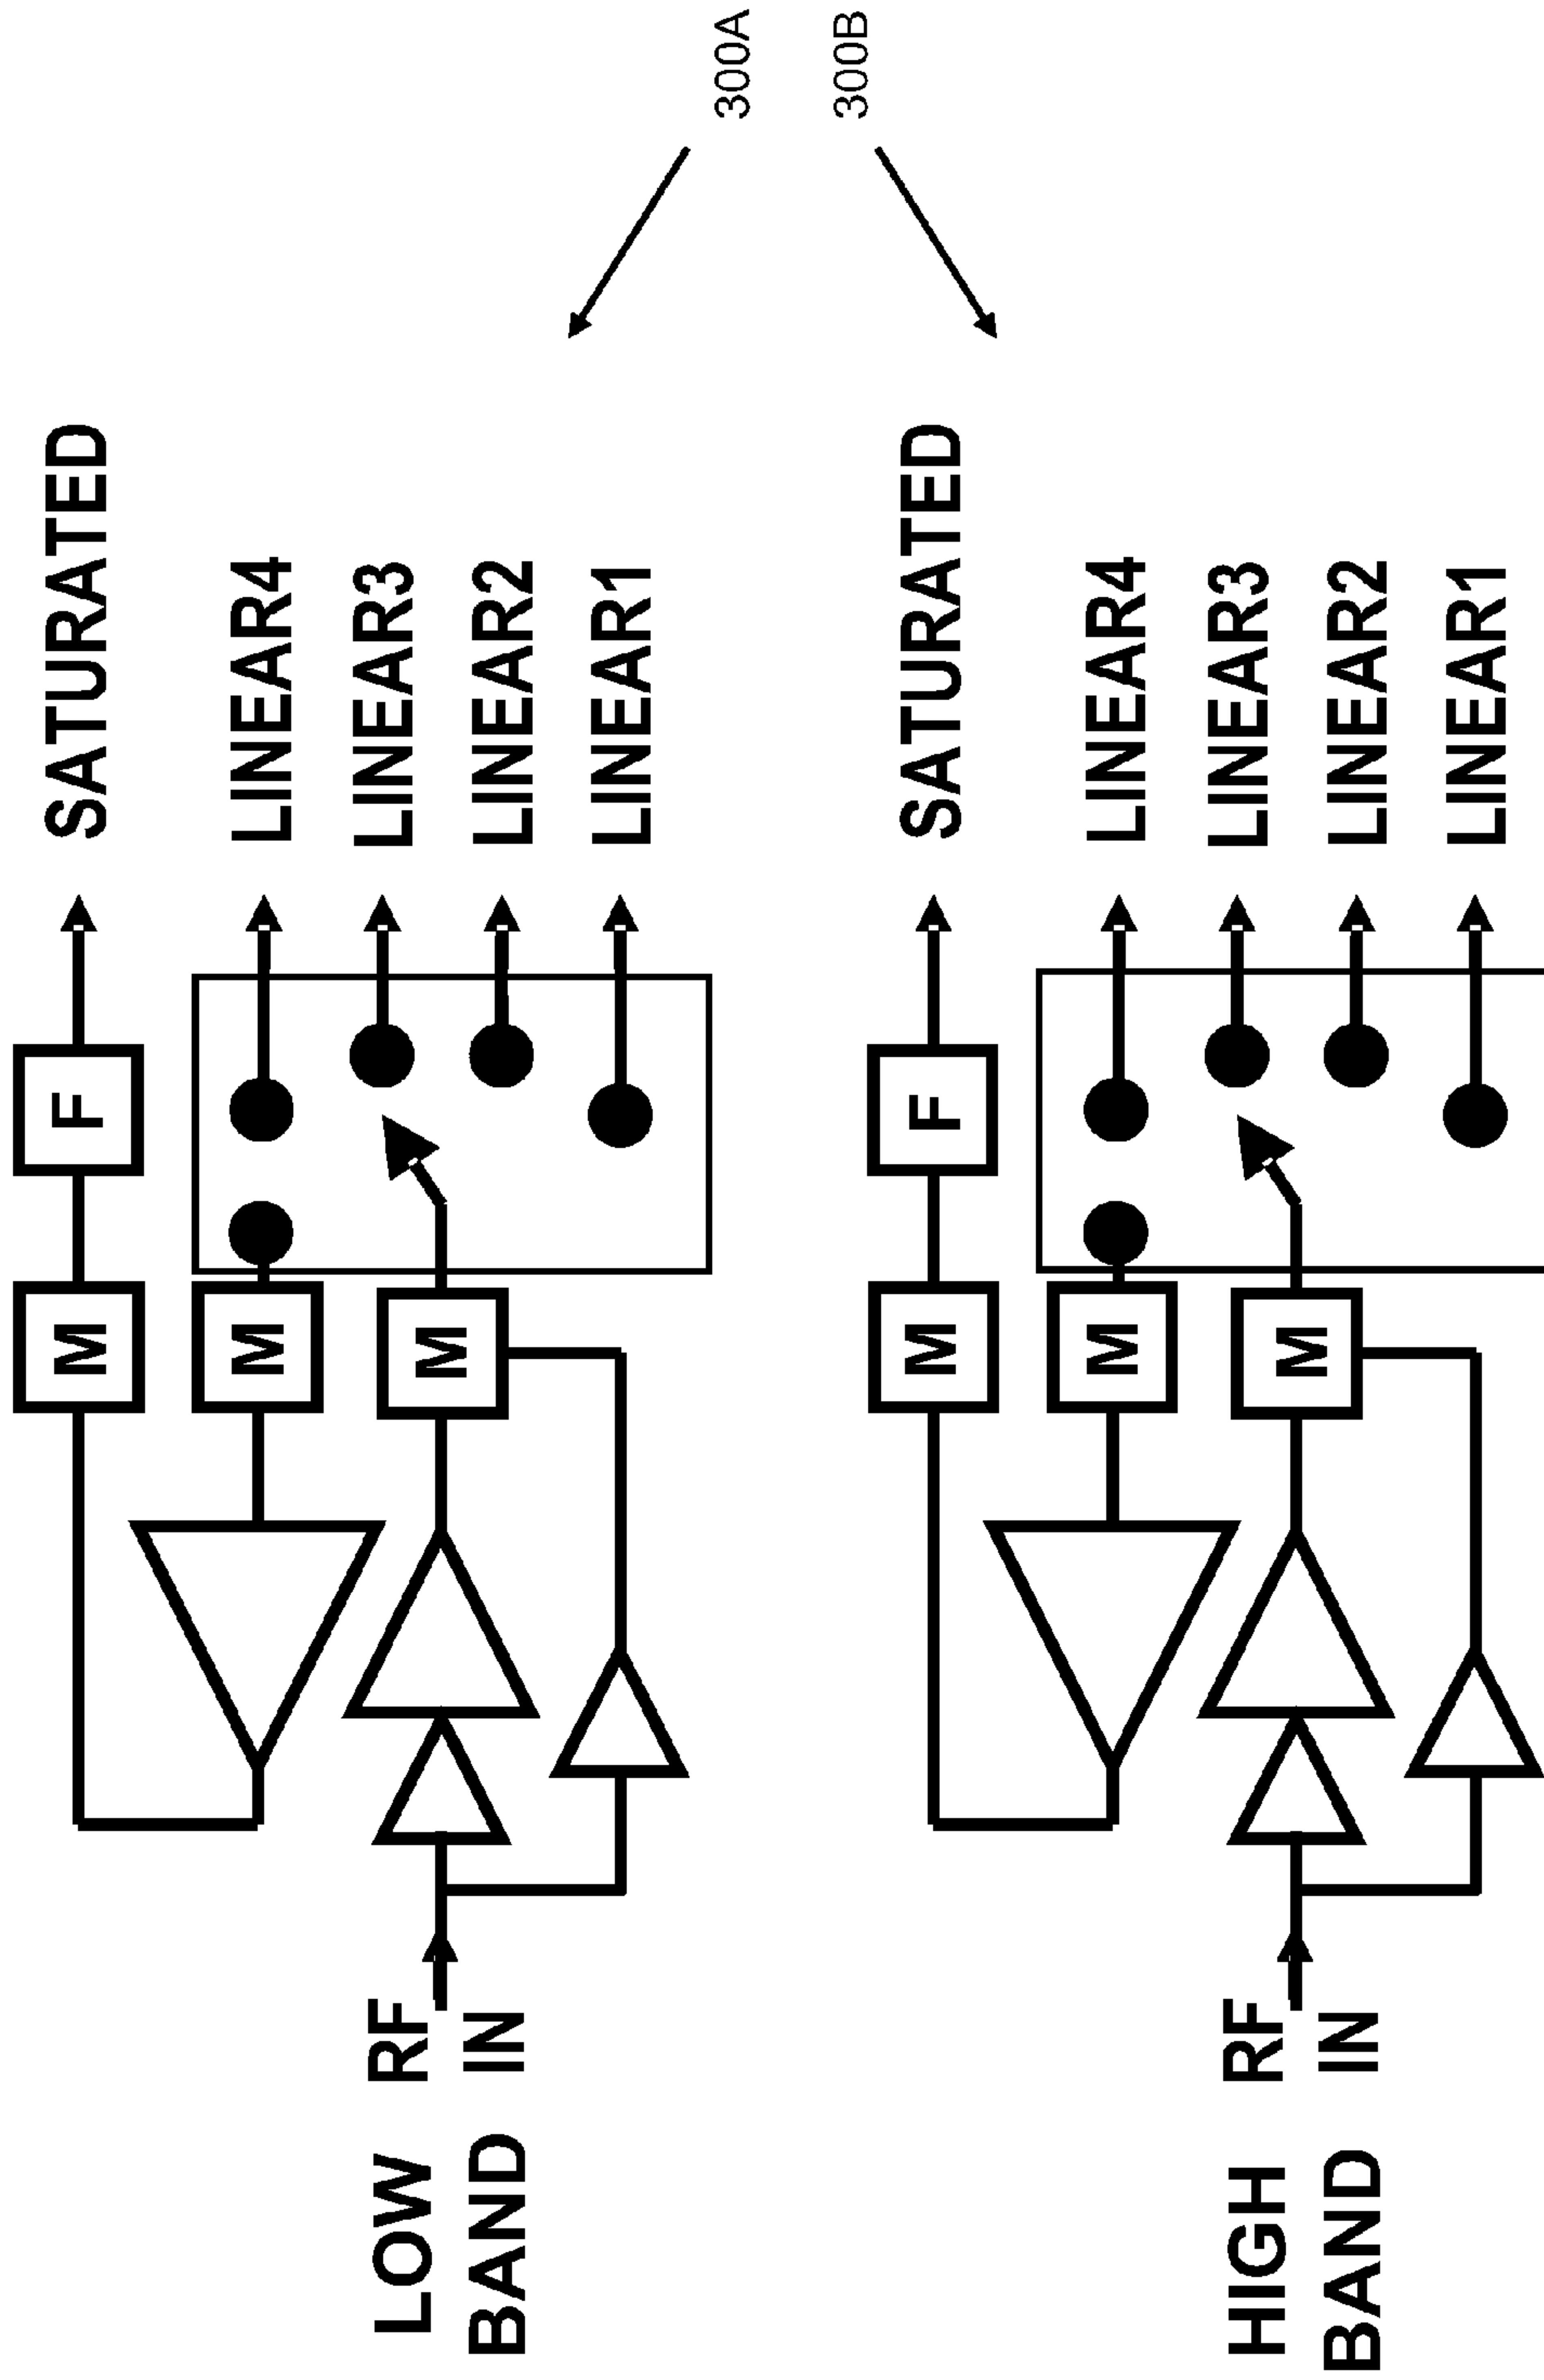 SATURATED
F
M
LINEAR4
M
LINEAR3
LOW RF
M
BAND IN
LINEAR2
LINEAR1
300A
300B
SATURATED
F
M
LINEAR4
M
LINEAR3
HIGH RF
M
BAND IN
LINEAR2
LINEAR1